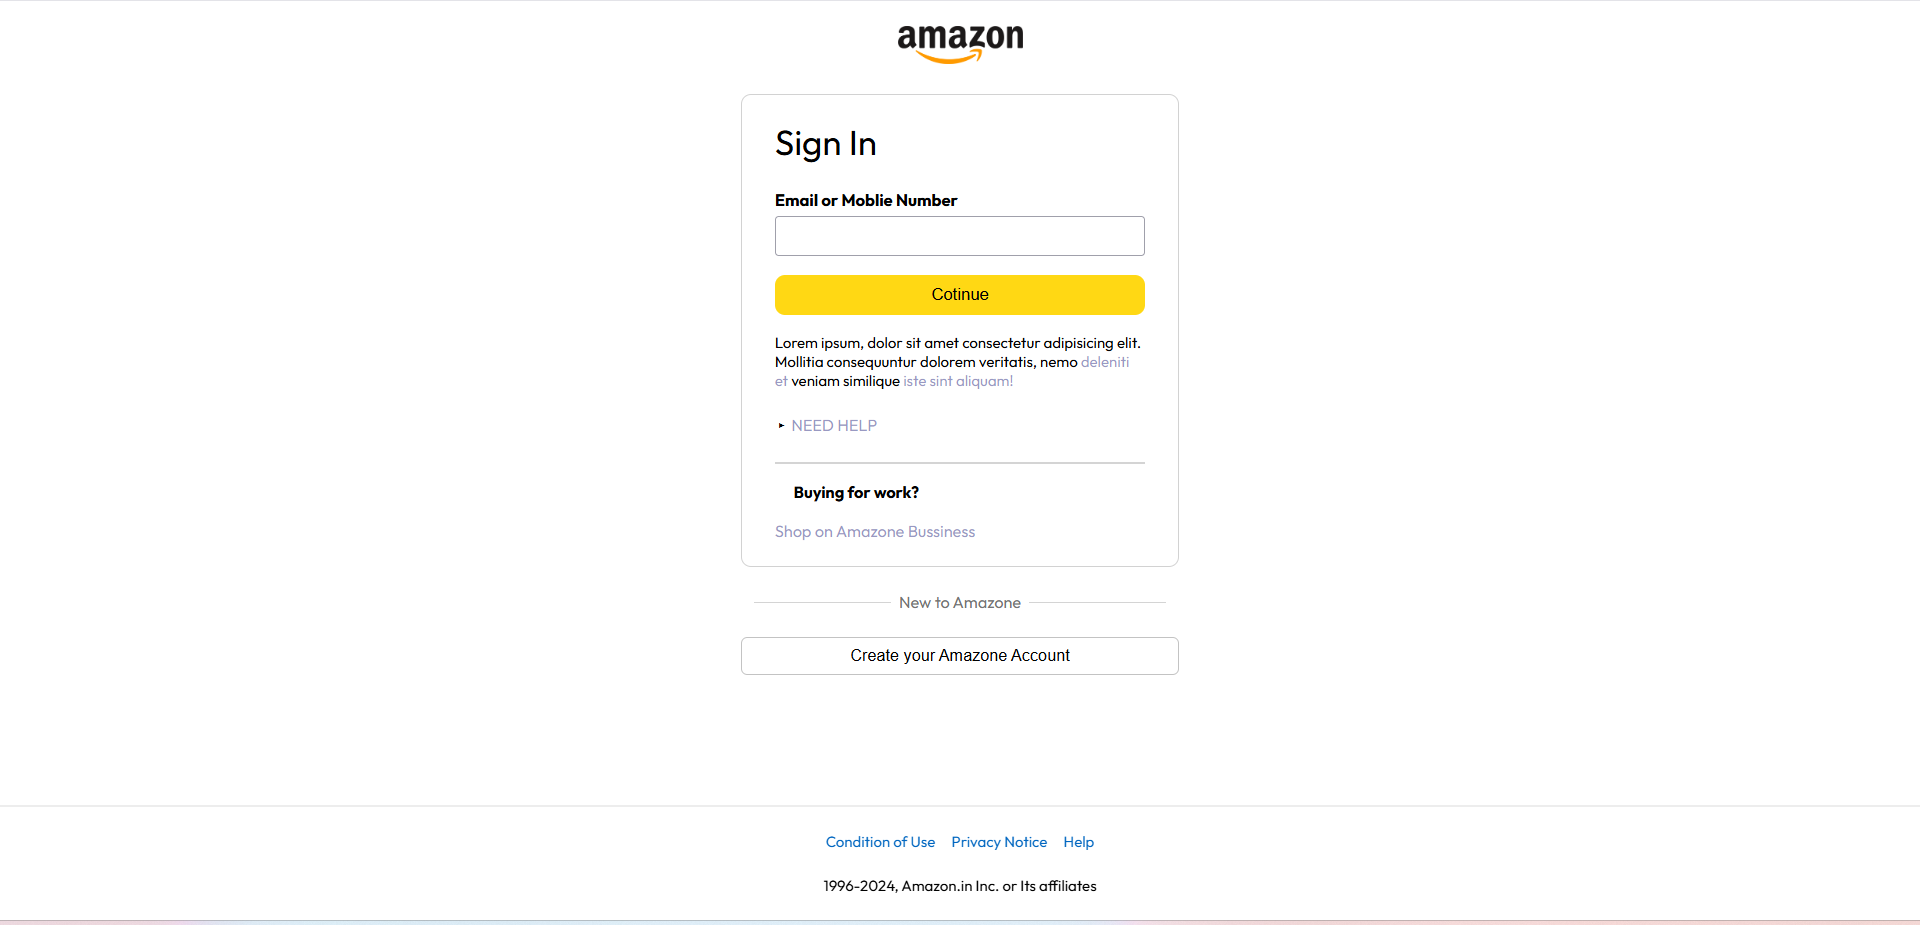 amazon
Sign In
Email or Moblie Number
Cotinue
Lorem ipsum, dolor sit amet consectetur adipisicing elit.
Mollitia consequuntur dolorem veritatis, nemo deleniti
et veniam similique iste sint aliquam!
NEED HELP
Buying for work?
Shop on Amazone Bussiness
New to Amazone
Create your Amazone Account
Condition of Use Privacy Notice Help
1996-2024, Amazon.in Inc. or Its affiliates